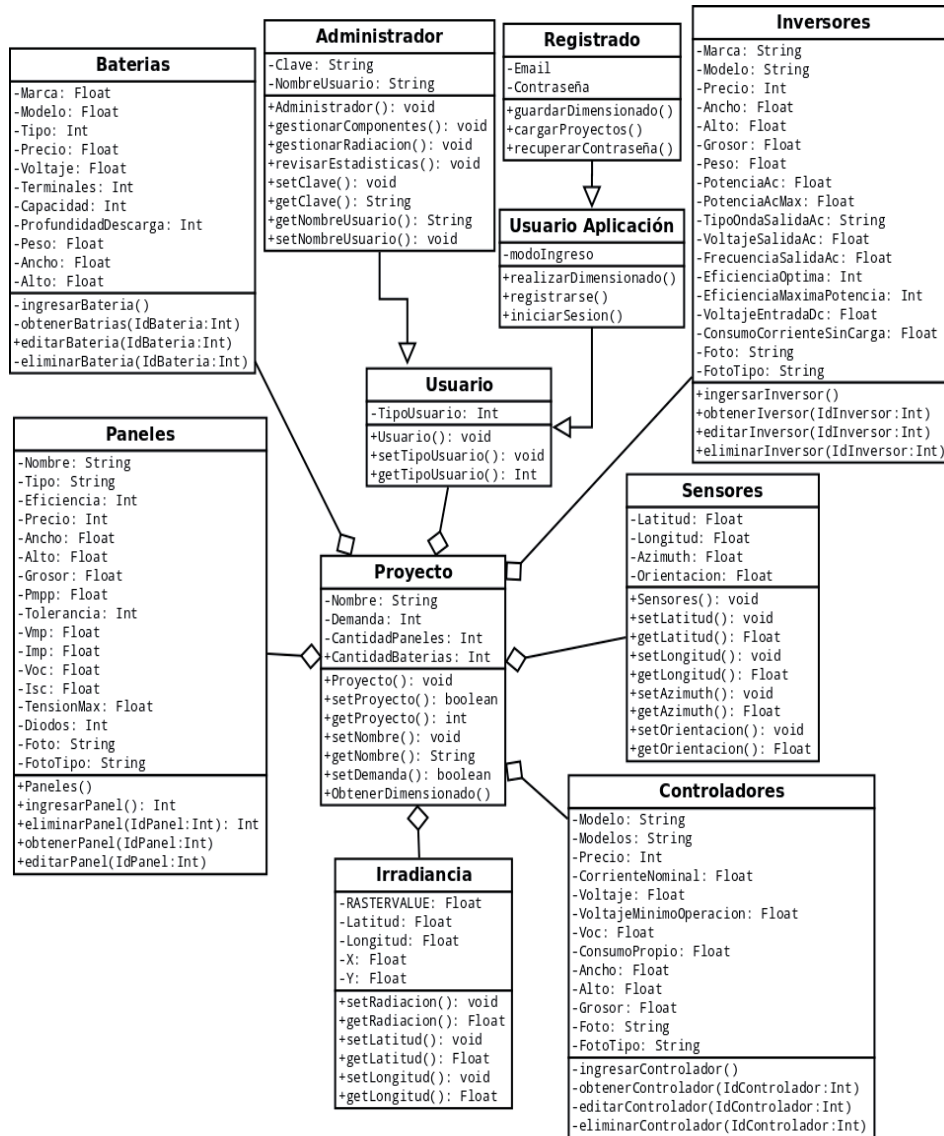 Baterias
-Marca: Float
-Modelo: Float
-Tipo: Int
-Precio: Float
-Voltaje: Float
-Terminales: Int
-Capacidad: Int
-ProfundidadDescarga: Int
-Peso: Float
-Ancho: Float
-Alto: Float
-ingresarBateria()
-obtenerBatrias(IdBateria:Int)
+editarBateria(IdBateria:Int)
-eliminarBateria(IdBateria:Int)
Administrador
-Clave: String
-NombreUsuario: String
+Administrador(): void
+gestionarComponentes(): void
+gestionarRadiacion(): void
+revisarEstadisticas(): void
+setClave(): void
+getClave(): String
+getNombreUsuario(): String
+setNombreUsuario(): void
Registrado
-Email
-Contraseña
+guardarDimensionado()
+cargarProyectos()
+recuperarContraseña()
Usuario Aplicación
-modoIngreso
+realizarDimensionado()
+registrarse()
+iniciarSesion()
Inversores
-Marca: String
-Modelo: String
-Precio: Int
-Ancho: Float
-Alto: Float
-Grosor: Float
-Peso: Float
-PotenciaAc: Float
-PotenciaAcMax: Float
-TipoOndaSalidaAc: String
-VoltajeSalidaAc: Float
-FrecuenciaSalidaAc: Float
-EficienciaOptima: Int
-EficienciaMaximaPotencia: Int
-VoltajeEntradaDc: Float
-ConsumoCorrienteSinCarga: Float
-Foto: String
-FotoTipo: String
+ingersarInversor()
+obtenerIversor(IdInversor:Int)
+editarInversor(IdInversor:Int)
+eliminarInversor(IdInversor:Int)
Usuario
-TipoUsuario: Int
+Usuario(): void
+setTipoUsuario(): void
+getTipoUsuario(): Int
Paneles
-Nombre: String
-Tipo: String
-Eficiencia: Int
-Precio: Int
-Ancho: Float
-Alto: Float
-Grosor: Float
-Pmpp: Float
-Tolerancia: Int
-Vmp: Float
-Imp: Float
-Voc: Float
-Isc: Float
-TensionMax: Float
-Diodos: Int
-Foto: String
-FotoTipo: String
+Paneles()
+ingresarPanel(): Int
+eliminarPanel(IdPanel:Int): Int
+obtenerPanel(IdPanel:Int)
+editarPanel(IdPanel:Int)
Proyecto
-Nombre: String
-Demanda: Int
-CantidadPaneles: Int
+CantidadBaterias: Int
+Proyecto(): void
+setProyecto(): boolean
+getProyecto(): int
+setNombre(): void
+getNombre(): String
+setDemanda(): boolean
+ObtenerDimensionado()
Sensores
-Latitud: Float
-Longitud: Float
-Azimuth: Float
-Orientacion: Float
+Sensores(): void
+setLatitud(): void
+getLatitud(): Float
+setLongitud(): void
+getLongitud(): Float
+setAzimuth(): void
+getAzimuth(): Float
+setOrientacion(): void
+getOrientacion(): Float
Irradiancia
-RASTERVALUE: Float
-Latitud: Float
-Longitud: Float
-X: Float
-Y: Float
+setRadiacion(): void
+getRadiacion(): Float
+setLatitud(): void
+getLatitud(): Float
+setLongitud(): void
+getLongitud(): Float
Controladores
-Modelo: String
-Modelos: String
-Precio: Int
-CorrienteNominal: Float
-Voltaje: Float
-VoltajeMinimoOperacion: Float
-Voc: Float
-ConsumoPropio: Float
-Ancho: Float
-Alto: Float
-Grosor: Float
-Foto: String
-FotoTipo: String
-ingresarControlador()
-obtenerControlador(IdControlador:Int)
-editarControlador(IdControlador:Int)
-eliminarControlador(IdControlador:Int)